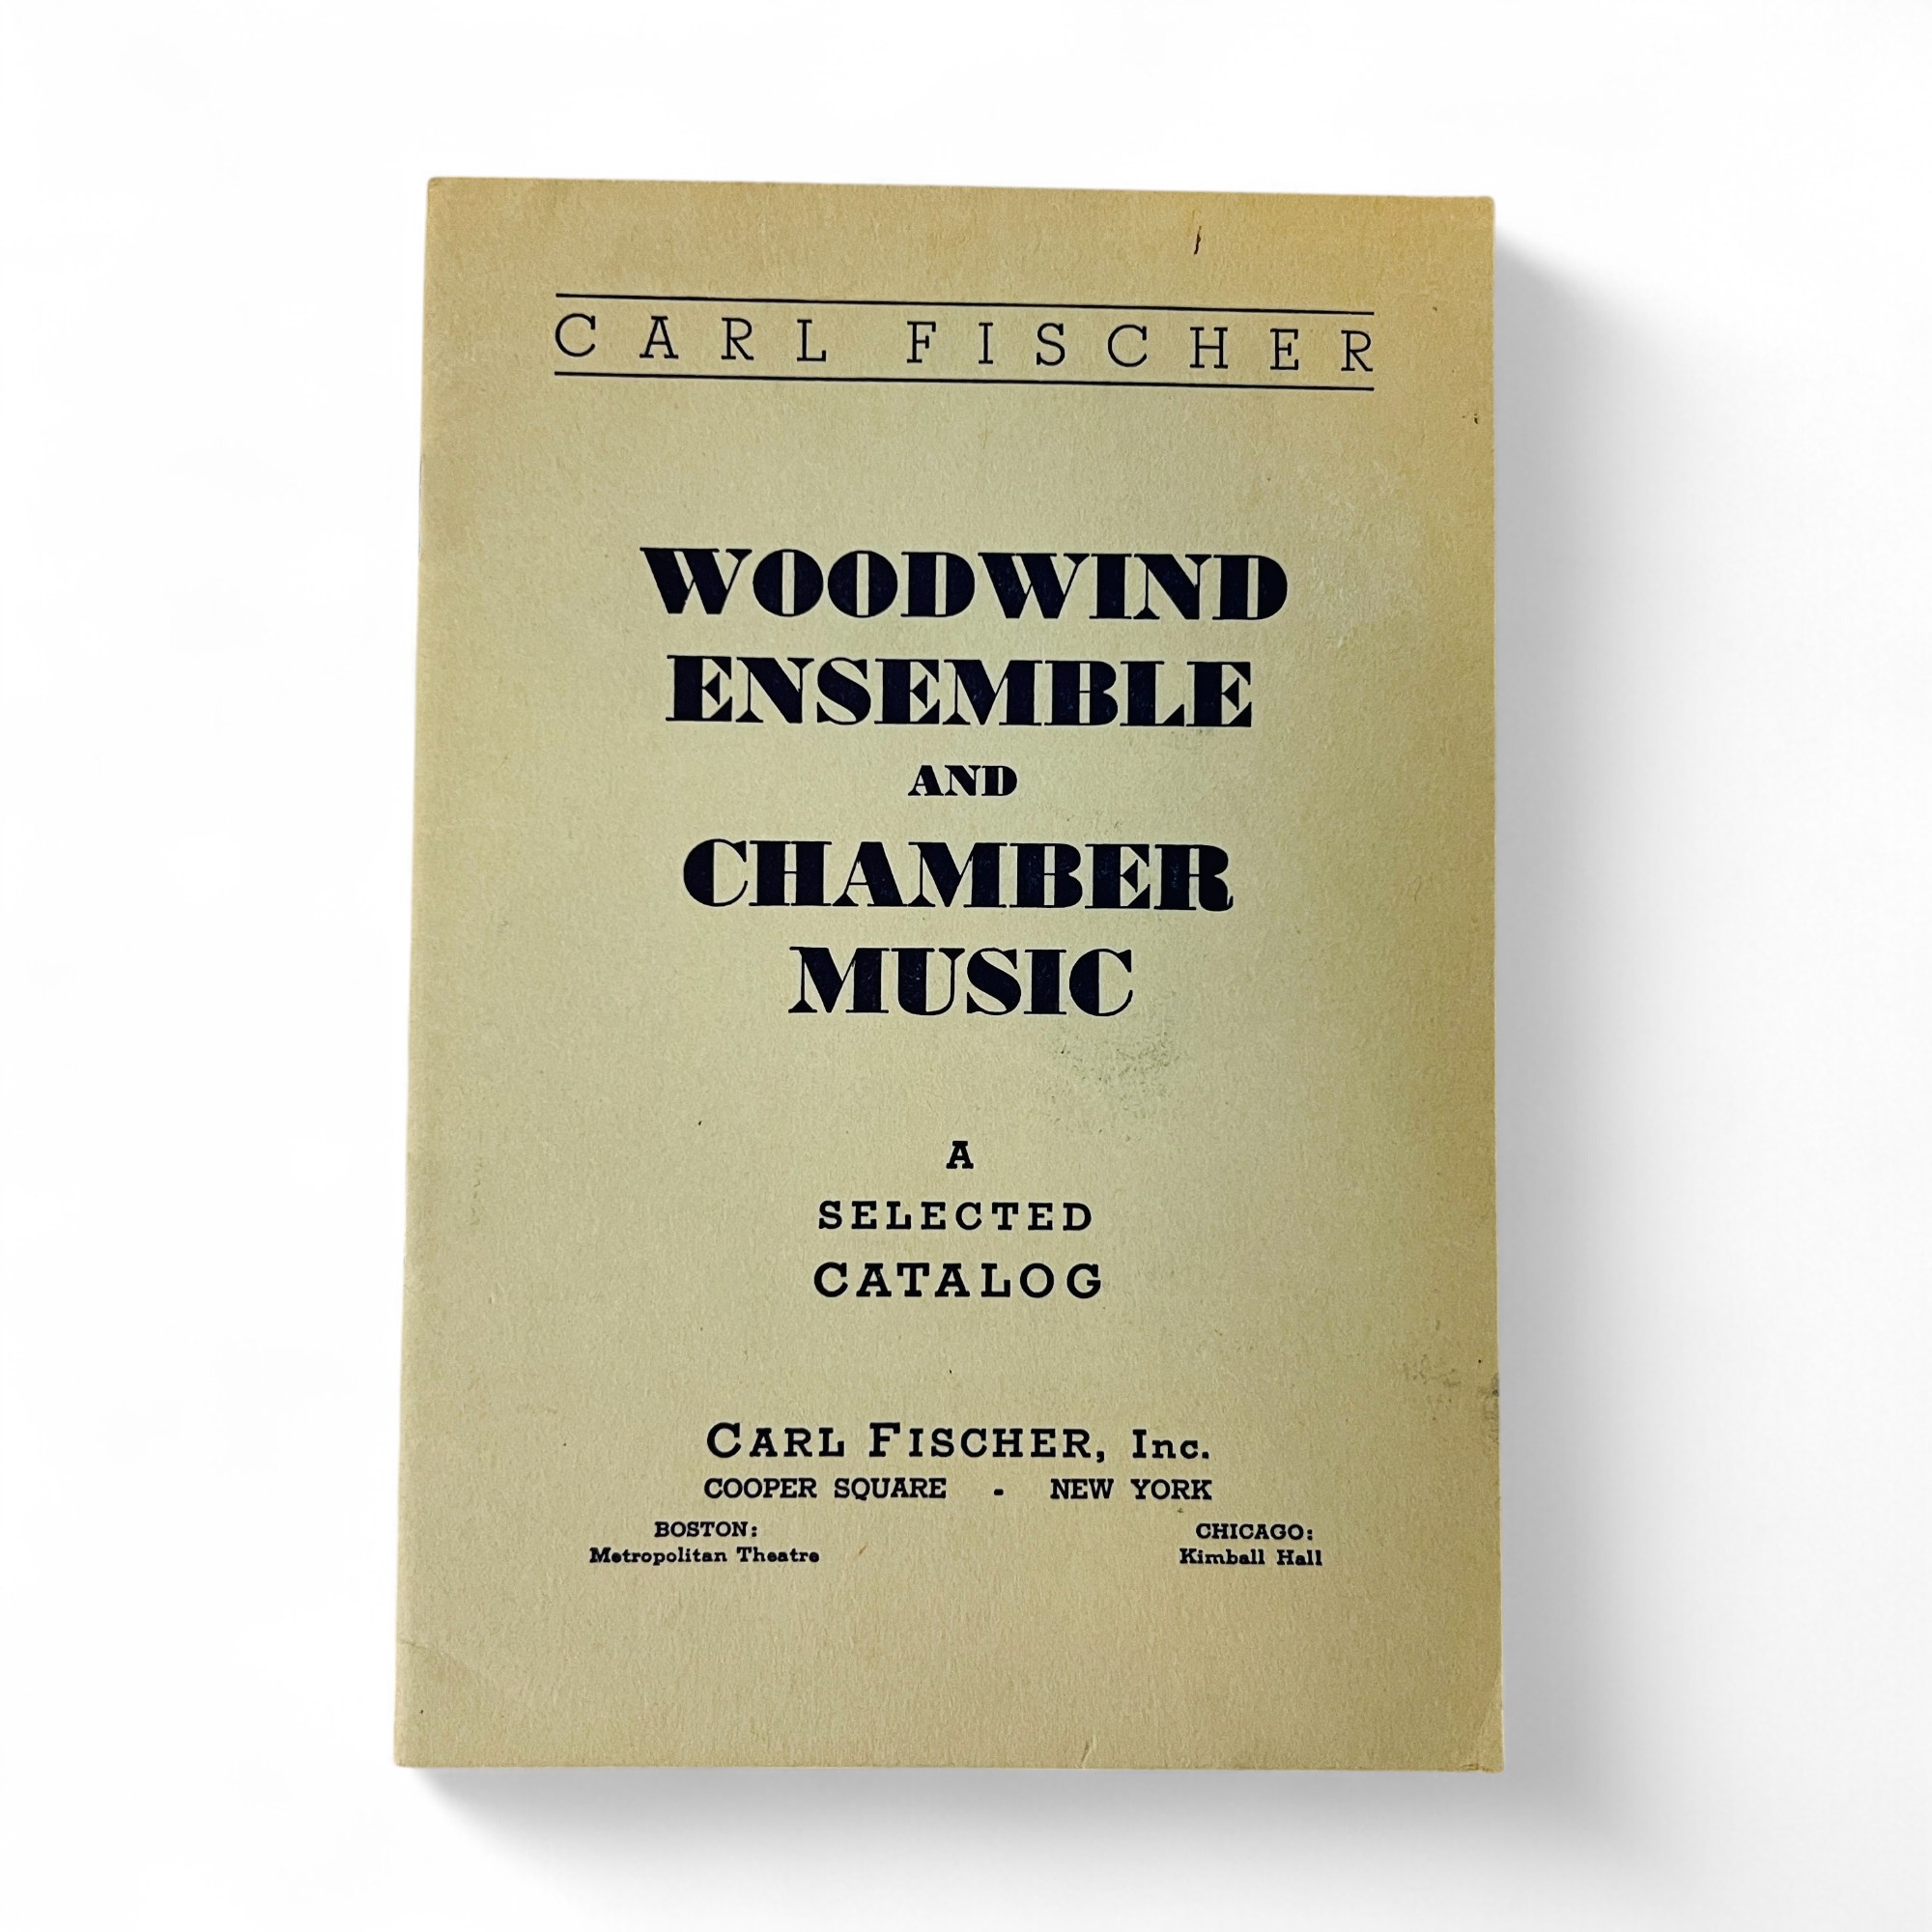 CARL FISCHER
WOODWIND
ENSEMBLE
AND
CHAMBER
MUSIC
A
SELECTED
CATALOG
CARL FISCHER, Inc.
COOPER SQUARE - NEW YORK
BOSTON: CHICAGO:
Metropolitan Theatre Kimball Hall